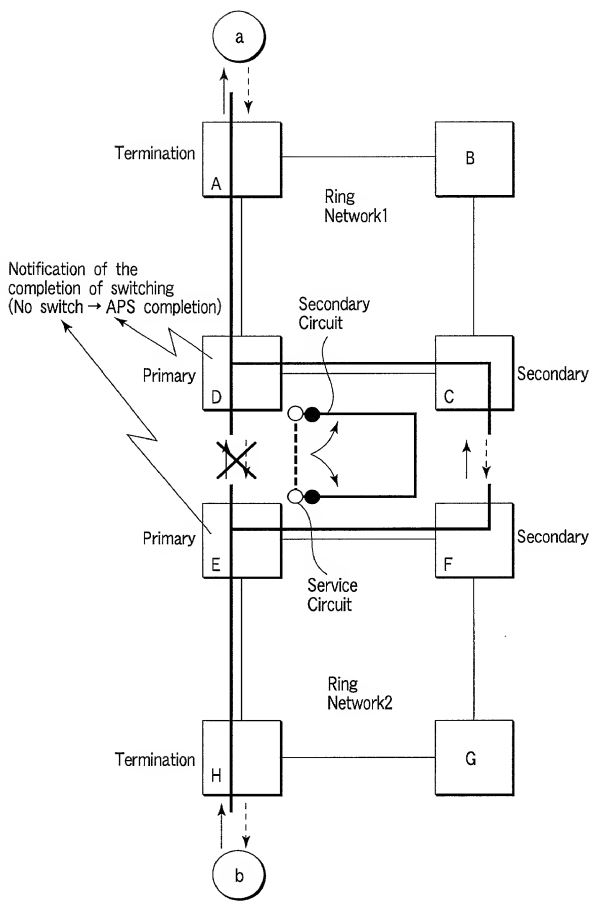 a
Termination
A
B
Ring
Network1
Notification of the
completion of switching
(No switch → APS completion)
Secondary
Circuit
Primary
D
C
Secondary
Primary
E
F
Secondary
Service
Circuit
Ring
Network2
Termination
H
G
b